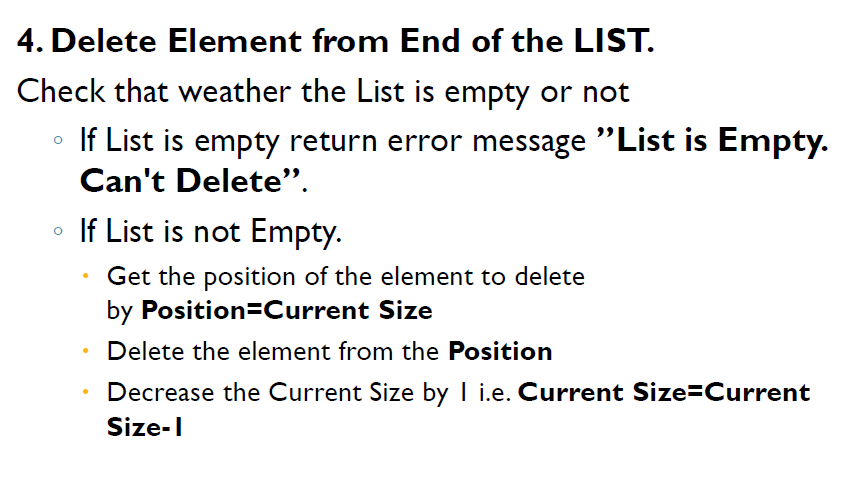 4. Delete Element from End of the LIST.
Check that weather the List is empty or not
◦ If List is empty return error message ”List is Empty.
Can't Delete”.
◦ If List is not Empty.
• Get the position of the element to delete
by Position=Current Size
• Delete the element from the Position
• Decrease the Current Size by 1 i.e. Current Size=Current
Size-1